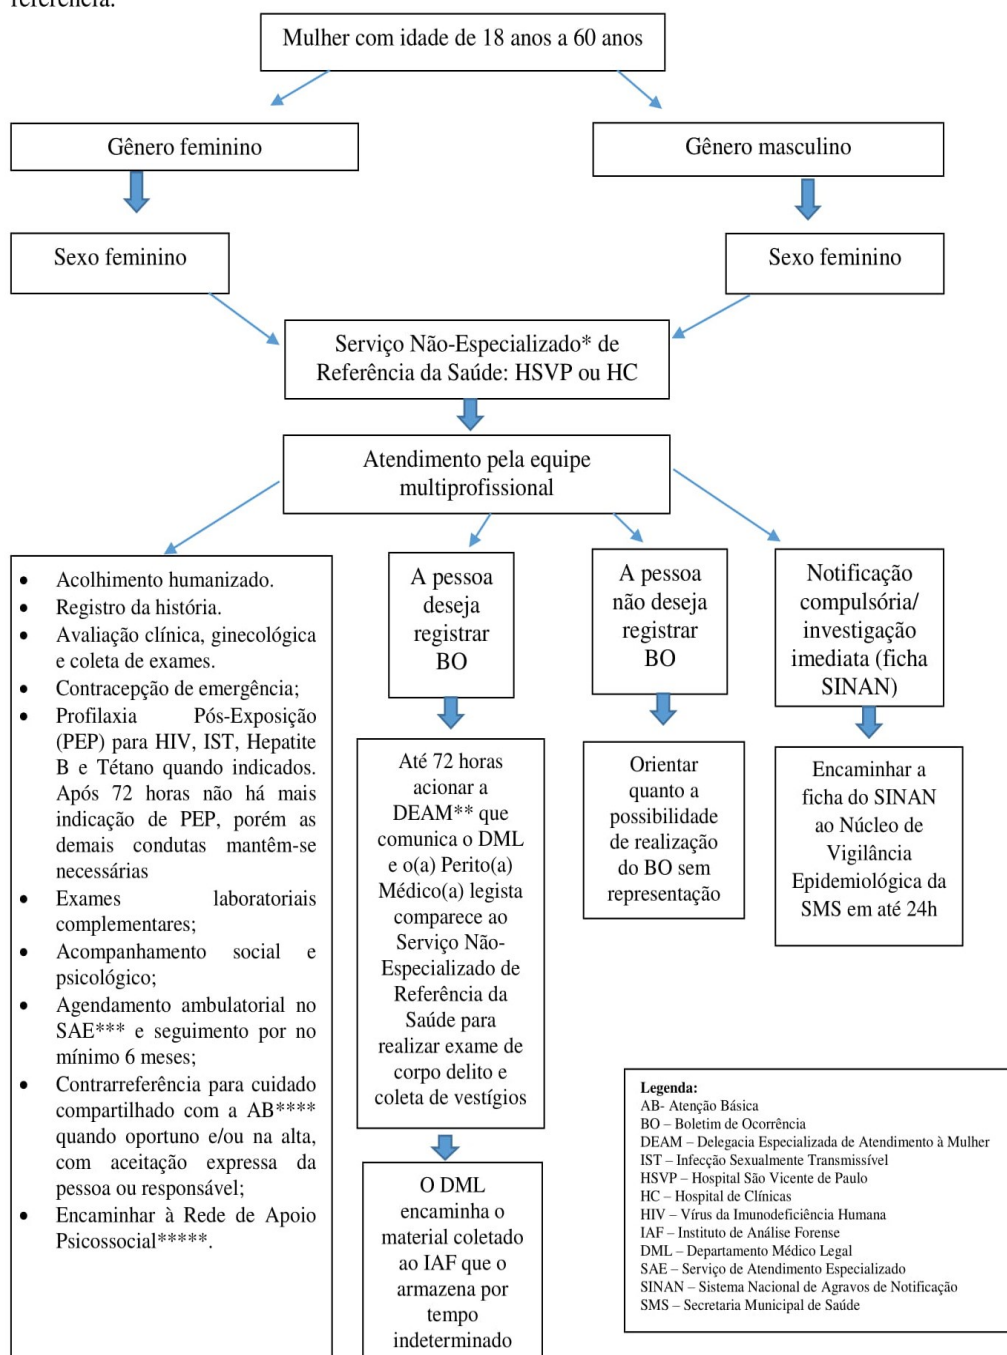 referência.
Mulher com idade de 18 anos a 60 anos
Gênero feminino
Gênero masculino
Sexo feminino
Sexo feminino
Serviço Não-Especializado* de
Referência da Saúde: HSVP ou HC
Atendimento pela equipe
multiprofissional
• Acolhimento humanizado.
• Registro da história.
• Avaliação clínica, ginecológica
e coleta de exames.
• Contracepção de emergência;
• Profilaxia Pós-Exposição
(PEP) para HIV, IST, Hepatite
B e Tétano quando indicados.
Após 72 horas não há mais
indicação de PEP, porém as
demais condutas mantêm-se
necessárias
• Exames laboratoriais
complementares;
• Acompanhamento social e
psicológico;
• Agendamento ambulatorial no
SAE*** e seguimento por no
mínimo 6 meses;
• Contrarreferência para cuidado
compartilhado com a AB****
quando oportuno e/ou na alta,
com aceitação expressa da
pessoa ou responsável;
• Encaminhar à Rede de Apoio
Psicossocial*****.
A pessoa
deseja
registrar
BO
Até 72 horas
acionar a
DEAM** que
comunica o DML
e o(a) Perito(a)
Médico(a) legista
comparece ao
Serviço Não-
Especializado de
Referência da
Saúde para
realizar exame de
corpo delito e
coleta de vestígios
O DML
encaminha o
material coletado
ao IAF que o
armazena por
tempo
indeterminado
A pessoa
não deseja
registrar
BO
Orientar
quanto a
possibilidade
de realização
do BO sem
representação
Notificação
compulsória/
investigação
imediata (ficha
SINAN)
Encaminhar a
ficha do SINAN
ao Núcleo de
Vigilância
Epidemiológica da
SMS em até 24h
Legenda:
AB- Atenção Básica
BO – Boletim de Ocorrência
DEAM – Delegacia Especializada de Atendimento à Mulher
IST – Infecção Sexualmente Transmissível
HSVP – Hospital São Vicente de Paulo
HC – Hospital de Clínicas
HIV – Vírus da Imunodeficiência Humana
IAF – Instituto de Análise Forense
DML – Departamento Médico Legal
SAE – Serviço de Atendimento Especializado
SINAN – Sistema Nacional de Agravos de Notificação
SMS – Secretaria Municipal de Saúde